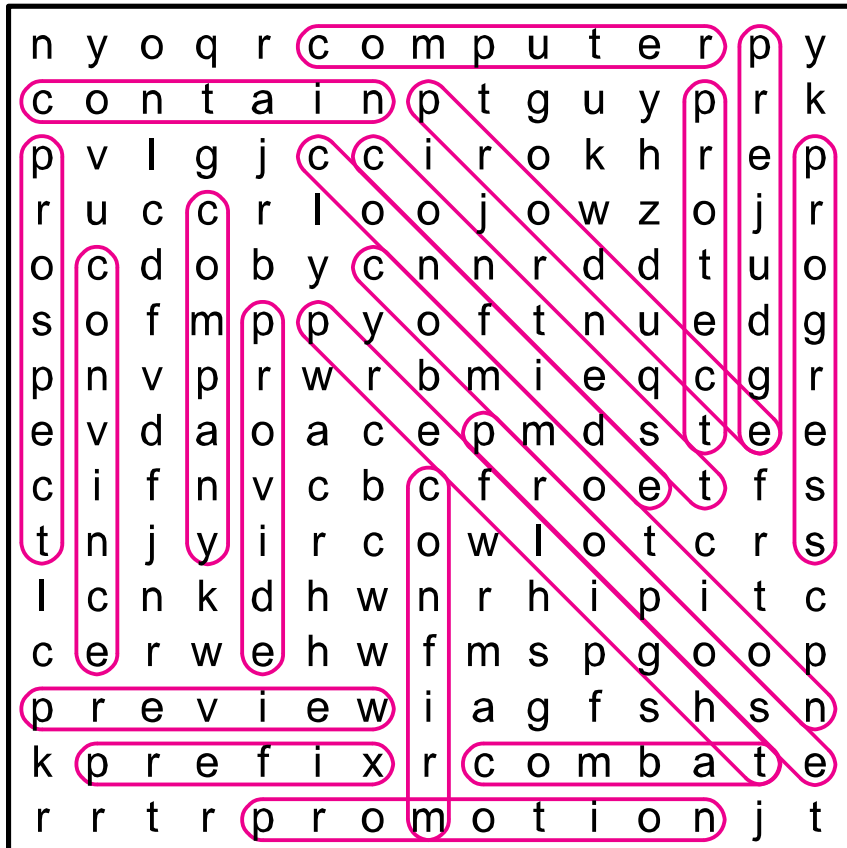 n y o q r c o m p u t e r p y
c o n t a i n p t g u y p r k
p v l g j c c i r o k h r e p
r u c c r l o o j o w z o j r
o c d o b y c n n r d d t u o
s o f m p p y o f t n u e d g
p n v p r w r b m i e q c g r
e v d a o a c e p m d s t e e
c i f n v c b c f r o e t f s
t n j y i r c o w l o t c r s
l c n k d h w n r h i p i t c
c e r w e h w f m s p g o o p
p r e v i e w i a g f s h s n
k p r e f i x r c o m b a t e
r r t r p r o m o t i o n j t